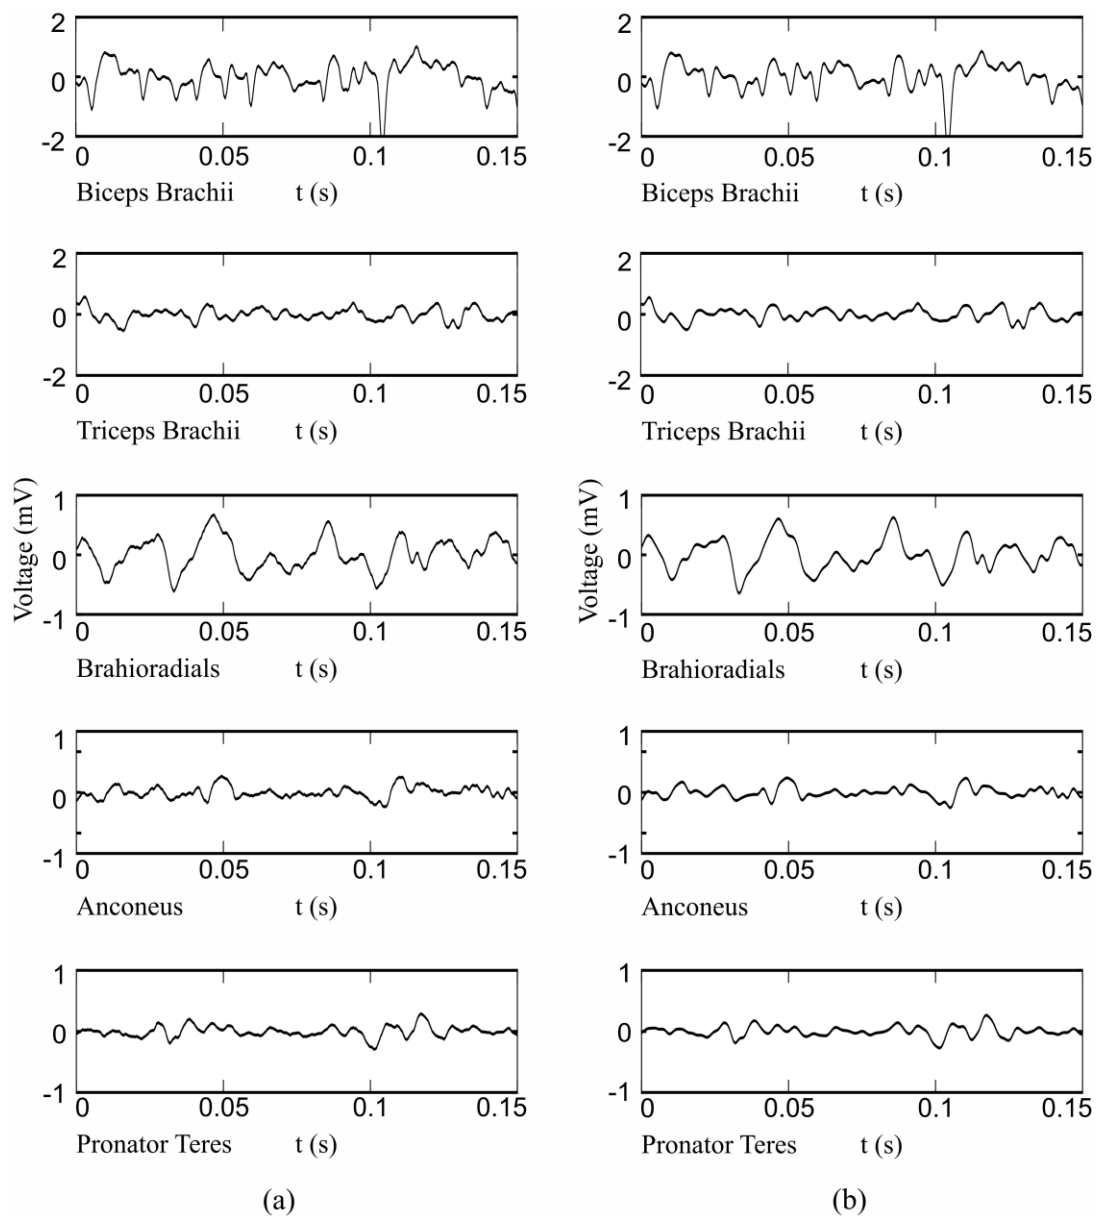 2 2
0 0
-2 -2
0 0.05 0.1 0.15 0 0.05 0.1 0.15
Biceps Brachii t (s) Biceps Brachii t (s)
2 2
0 0
-2 -2
0 0.05 0.1 0.15 0 0.05 0.1 0.15
Triceps Brachii t (s) Triceps Brachii t (s)
Voltage (mV) Voltage (mV)
1 1
0 0
-1 -1
0 0.05 0.1 0.15 0 0.05 0.1 0.15
Brahioradials t (s) Brahioradials t (s)
1 1
0 0
-1 -1
0 0.05 0.1 0.15 0 0.05 0.1 0.15
Anconeus t (s) Anconeus t (s)
1 1
0 0
-1 -1
0 0.05 0.1 0.15 0 0.05 0.1 0.15
Pronator Teres t (s) Pronator Teres t (s)
(a) (b)